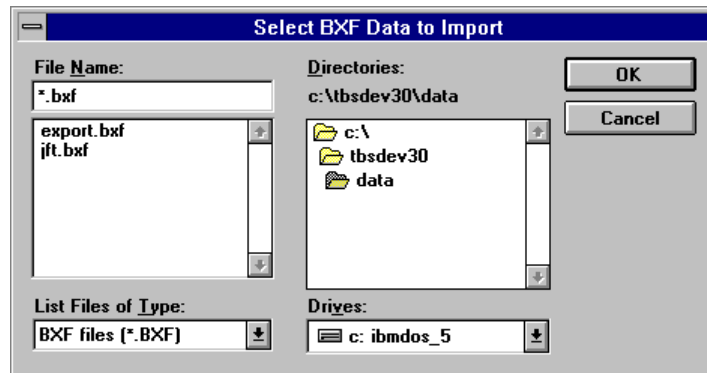 Select BXF Data to Import
File Name:
*.bxf
export.bxf
jft.bxf
List Files of Type:
BXF files (*.BXF)
Directories:
c:\tbsdev30\data
c:\
tbsdev30
data
Drives:
c: ibmdos_5
OK
Cancel